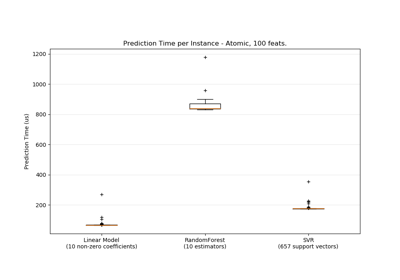 Prediction Time per Instance - Atomic, 100 feats.
1200
1000
800
600
400
200
Prediction Time (us)
Linear Model
(10 non-zero coefficients)
RandomForest
(10 estimators)
SVR
(657 support vectors)